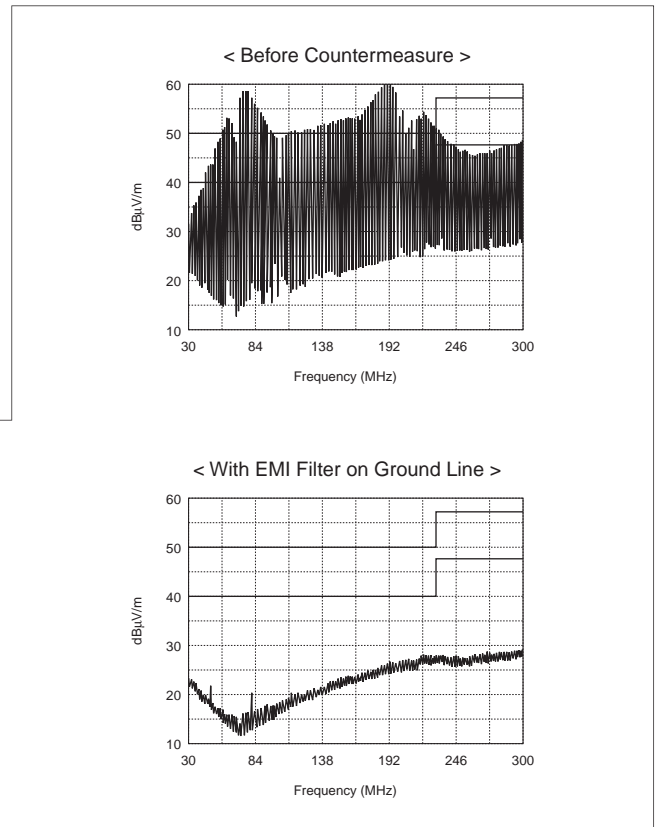 < Before Countermeasure >
60
50
40
30
20
10
dBμV/m
30 84 138 192 246 300
Frequency (MHz)
< With EMI Filter on Ground Line >
60
50
40
30
20
10
dBμV/m
30 84 138 192 246 300
Frequency (MHz)